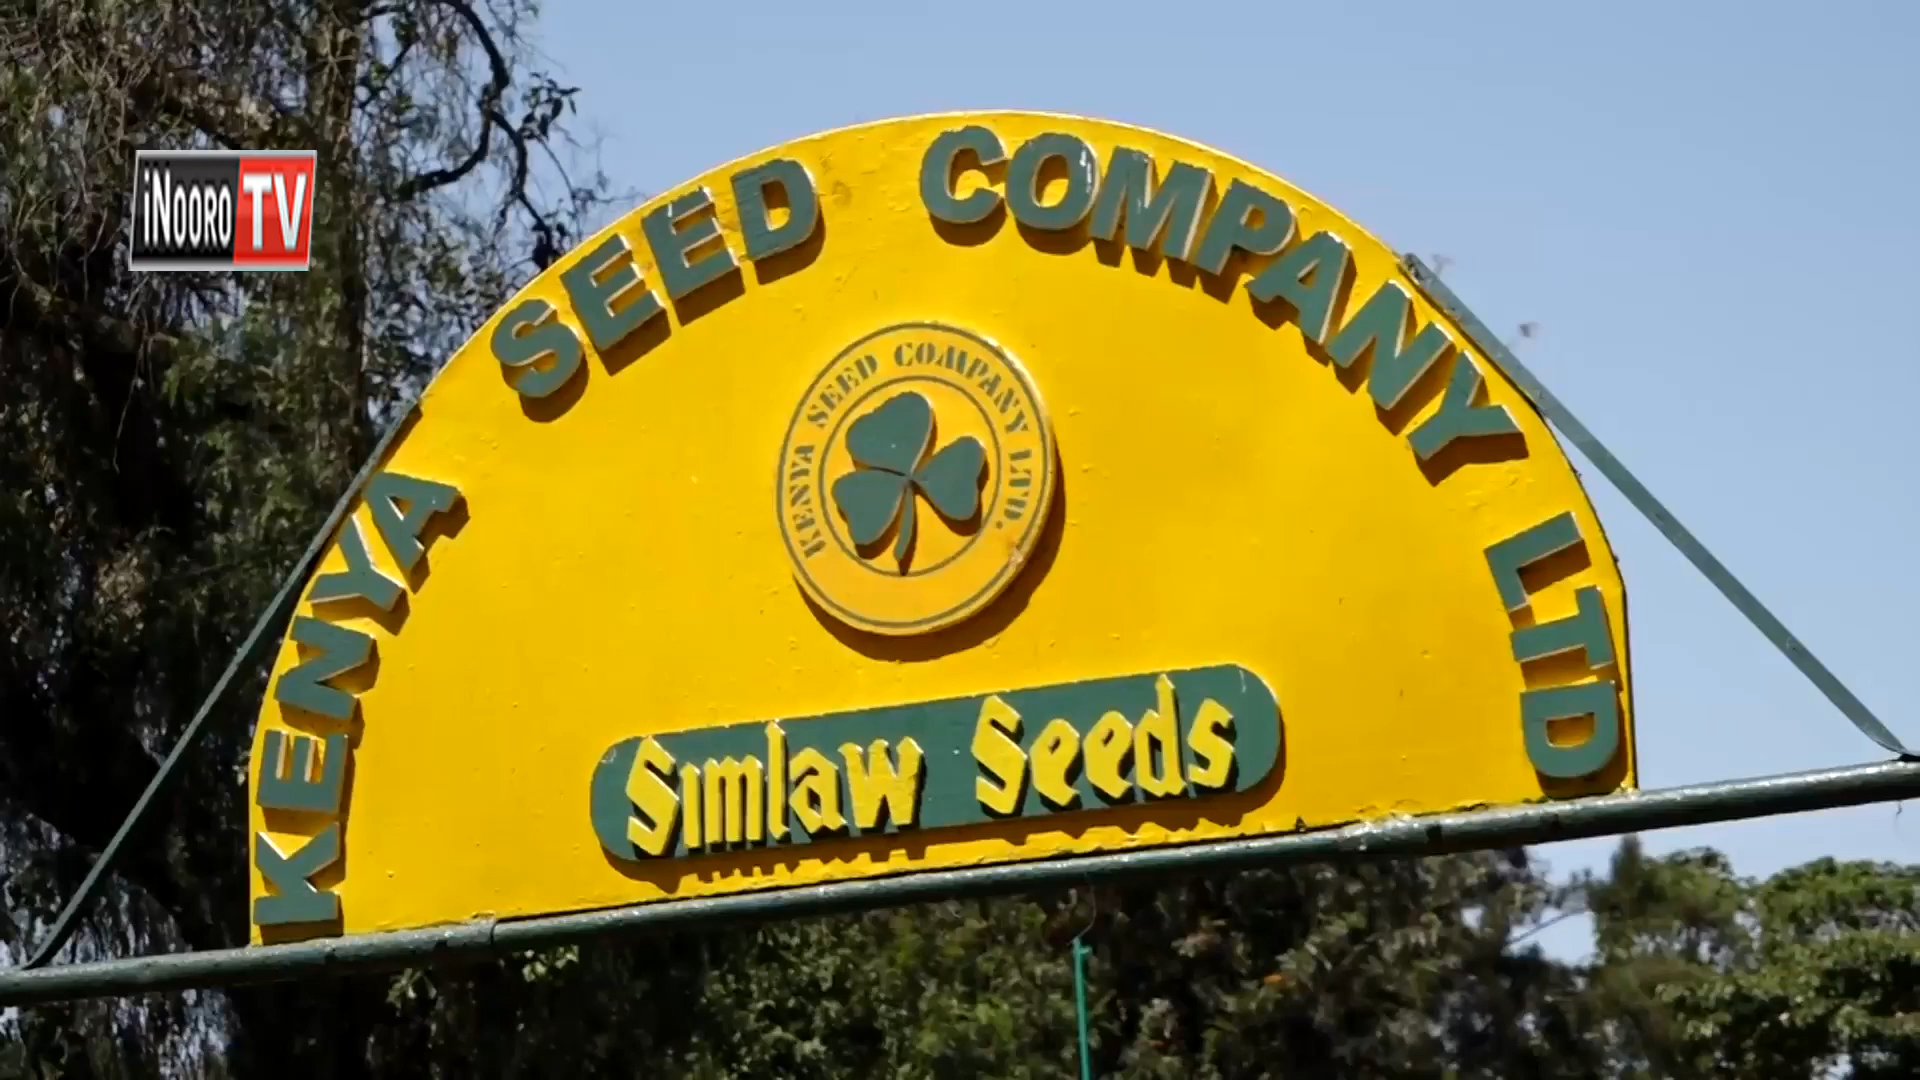 iNOORO TV
KENYA SEED COMPANY LTD
KENYA SEED COMPANY LTD.
Simlaw Seeds